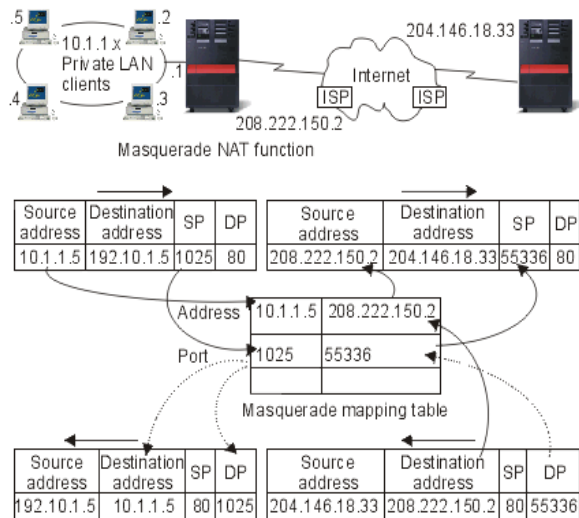 .5
.2
204.146.18.33
10.1.1 x
Private LAN
clients
.1
Internet
.4
.3
ISP
ISP
208.222.150.2
Masquerade NAT function
Source address Destination address SP DP
10.1.1.5 192.10.1.5 1025 80
Source address Destination address SP DP
208.222.150.2 204.146.18.33 55336 80
Address 10.1.1.5 208.222.150.2
Port 1025 55336
Masquerade mapping table
Source address Destination address SP DP
192.10.1.5 10.1.1.5 80 1025
Source address Destination address SP DP
204.146.18.33 208.222.150.2 80 55336